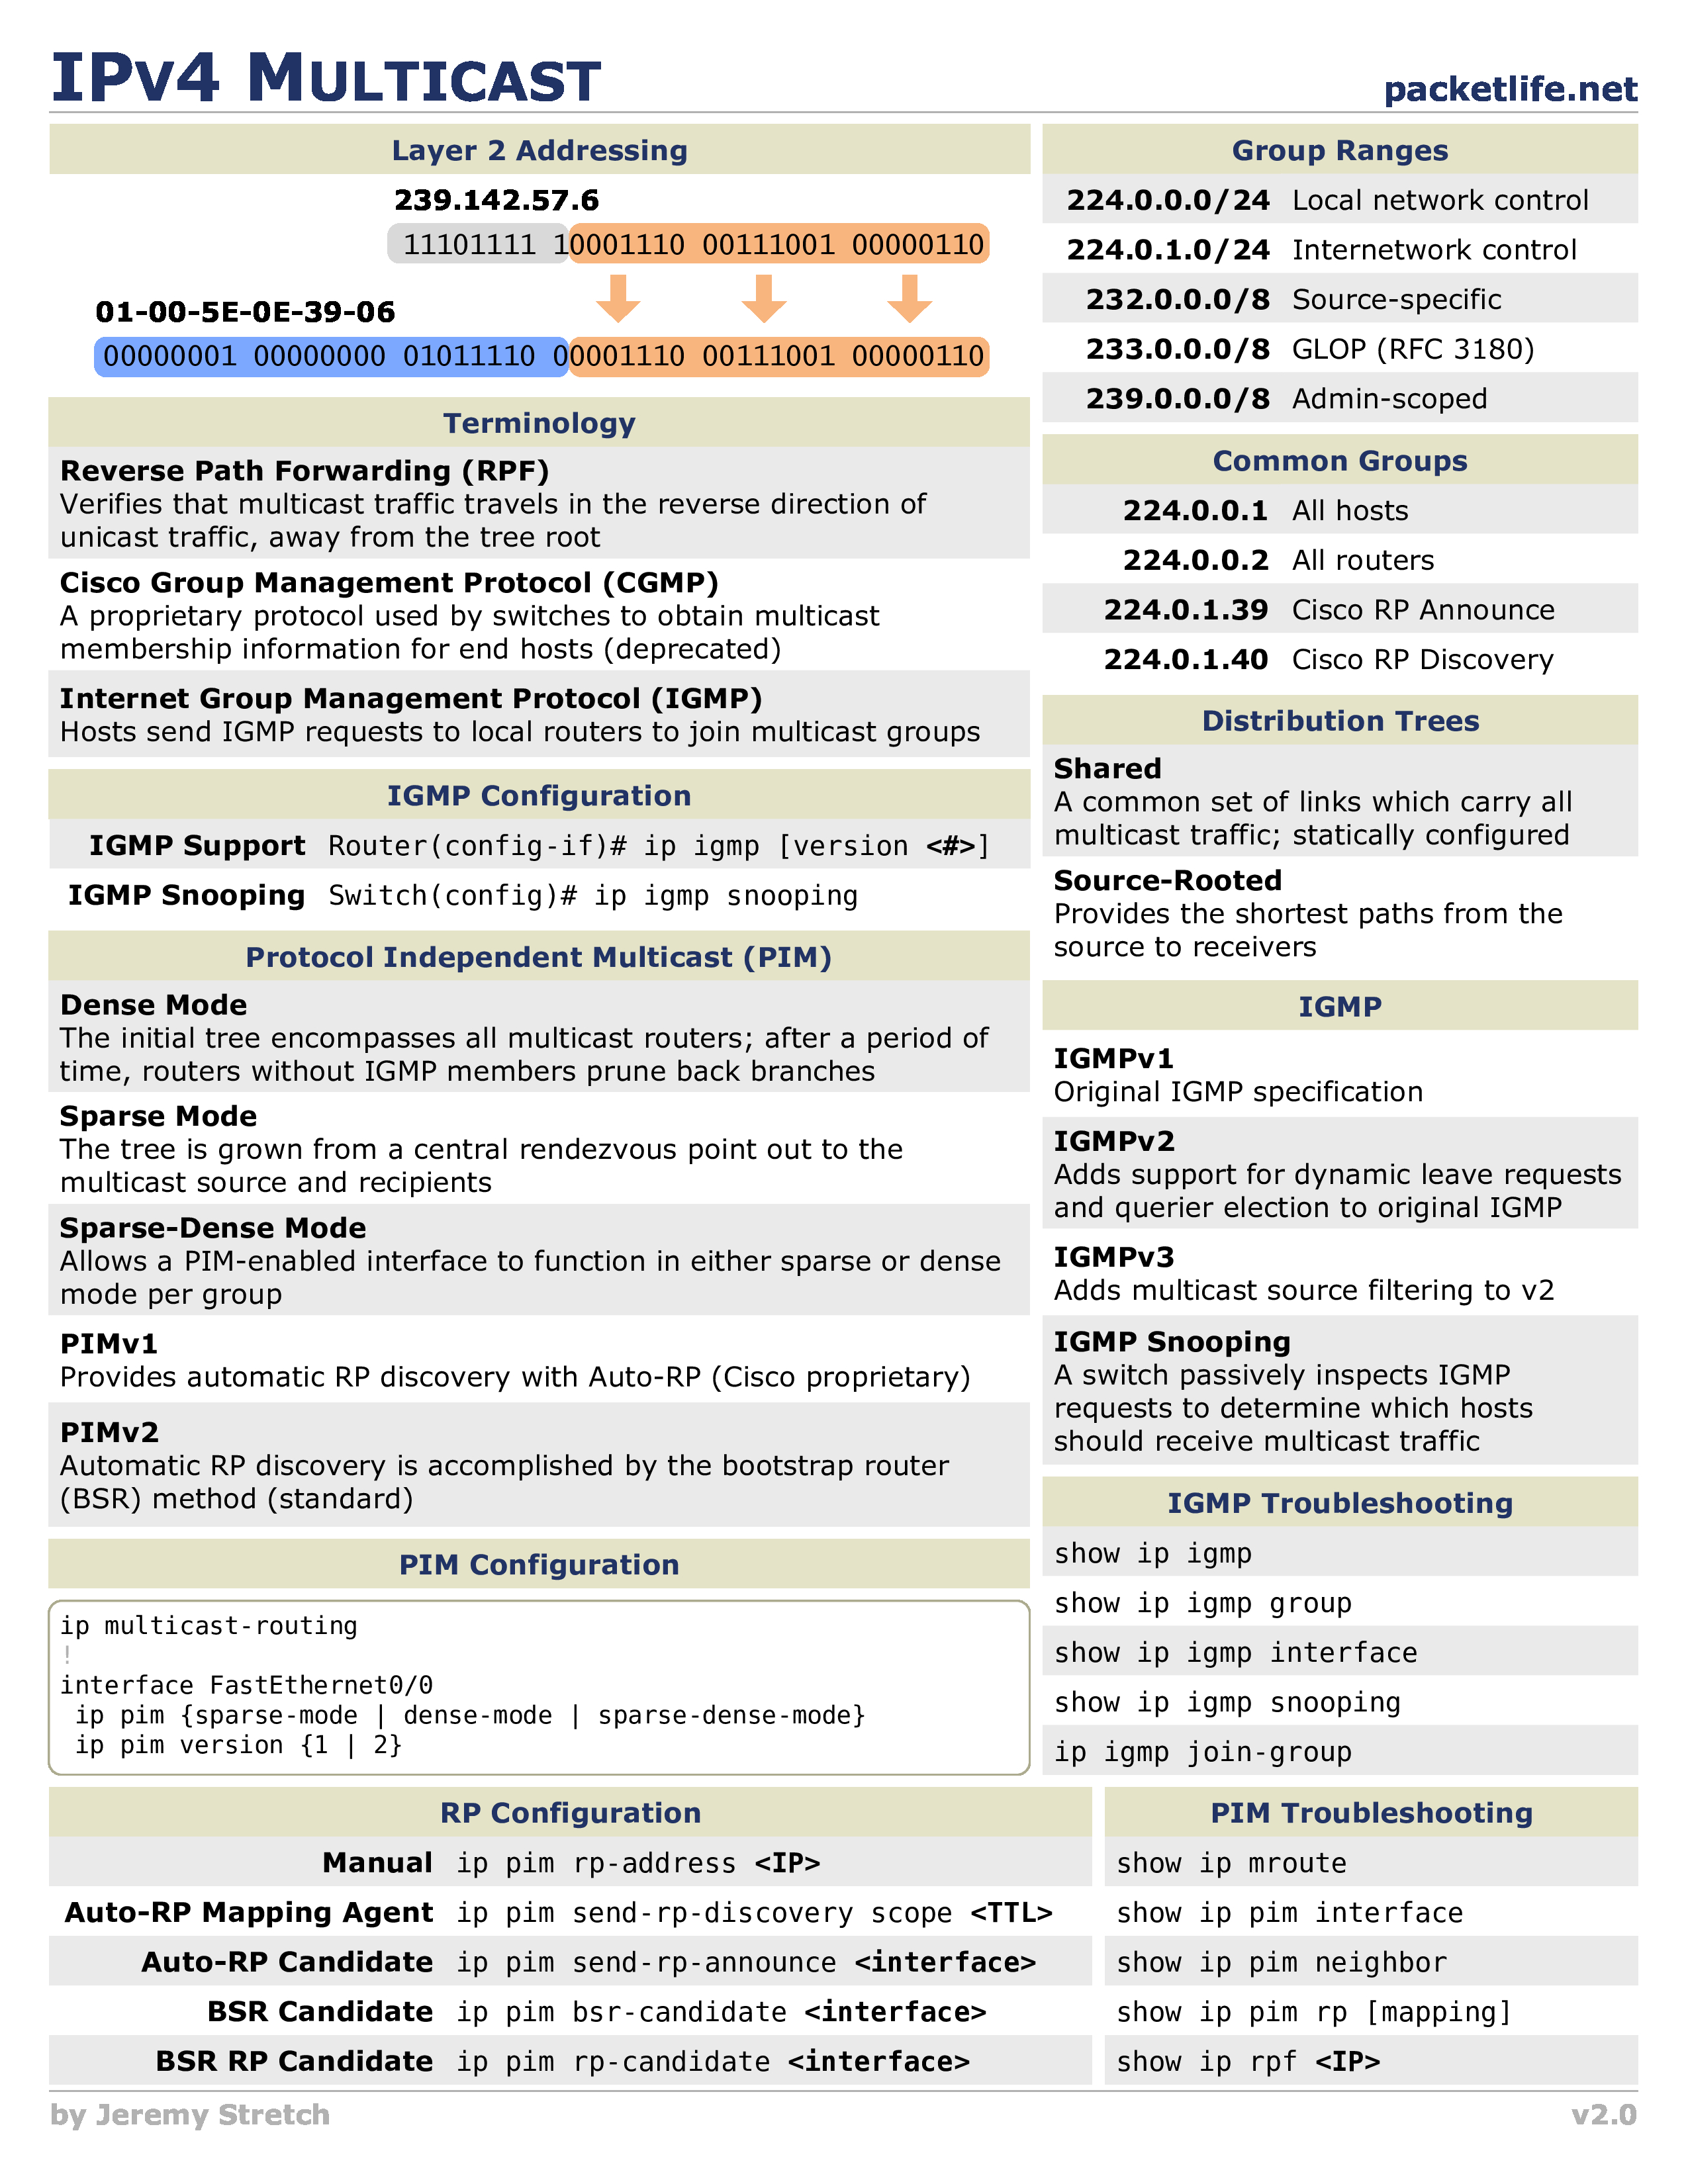 IPv4 Multicast
packetlife.net
Layer 2 Addressing
239.142.57.6
11101111 10001110 00111001 00000110
01-00-5E-0E-39-06
00000001 00000000 01011110 00001110 00111001 00000110
Terminology
Reverse Path Forwarding (RPF)
Verifies that multicast traffic travels in the reverse direction of
unicast traffic, away from the tree root
Cisco Group Management Protocol (CGMP)
A proprietary protocol used by switches to obtain multicast
membership information for end hosts (deprecated)
Internet Group Management Protocol (IGMP)
Hosts send IGMP requests to local routers to join multicast groups
IGMP Configuration
IGMP Support Router(config-if)# ip igmp [version <#>]
IGMP Snooping Switch(config)# ip igmp snooping
Protocol Independent Multicast (PIM)
Dense Mode
The initial tree encompasses all multicast routers; after a period of
time, routers without IGMP members prune back branches
Sparse Mode
The tree is grown from a central rendezvous point out to the
multicast source and recipients
Sparse-Dense Mode
Allows a PIM-enabled interface to function in either sparse or dense
mode per group
PIMv1
Provides automatic RP discovery with Auto-RP (Cisco proprietary)
PIMv2
Automatic RP discovery is accomplished by the bootstrap router
(BSR) method (standard)
PIM Configuration
ip multicast-routing
!
interface FastEthernet0/0
ip pim {sparse-mode | dense-mode | sparse-dense-mode}
ip pim version {1 | 2}
Group Ranges
224.0.0.0/24 Local network control
224.0.1.0/24 Internetwork control
232.0.0.0/8 Source-specific
233.0.0.0/8 GLOP (RFC 3180)
239.0.0.0/8 Admin-scoped
Common Groups
224.0.0.1 All hosts
224.0.0.2 All routers
224.0.1.39 Cisco RP Announce
224.0.1.40 Cisco RP Discovery
Distribution Trees
Shared
A common set of links which carry all
multicast traffic; statically configured
Source-Rooted
Provides the shortest paths from the
source to receivers
IGMP
IGMPv1
Original IGMP specification
IGMPv2
Adds support for dynamic leave requests
and querier election to original IGMP
IGMPv3
Adds multicast source filtering to v2
IGMP Snooping
A switch passively inspects IGMP
requests to determine which hosts
should receive multicast traffic
IGMP Troubleshooting
show ip igmp
show ip igmp group
show ip igmp interface
show ip igmp snooping
ip igmp join-group
RP Configuration
Manual ip pim rp-address <IP>
Auto-RP Mapping Agent ip pim send-rp-discovery scope <TTL>
Auto-RP Candidate ip pim send-rp-announce <interface>
BSR Candidate ip pim bsr-candidate <interface>
BSR RP Candidate ip pim rp-candidate <interface>
PIM Troubleshooting
show ip mroute
show ip pim interface
show ip pim neighbor
show ip pim rp [mapping]
show ip rpf <IP>
by Jeremy Stretch
v2.0